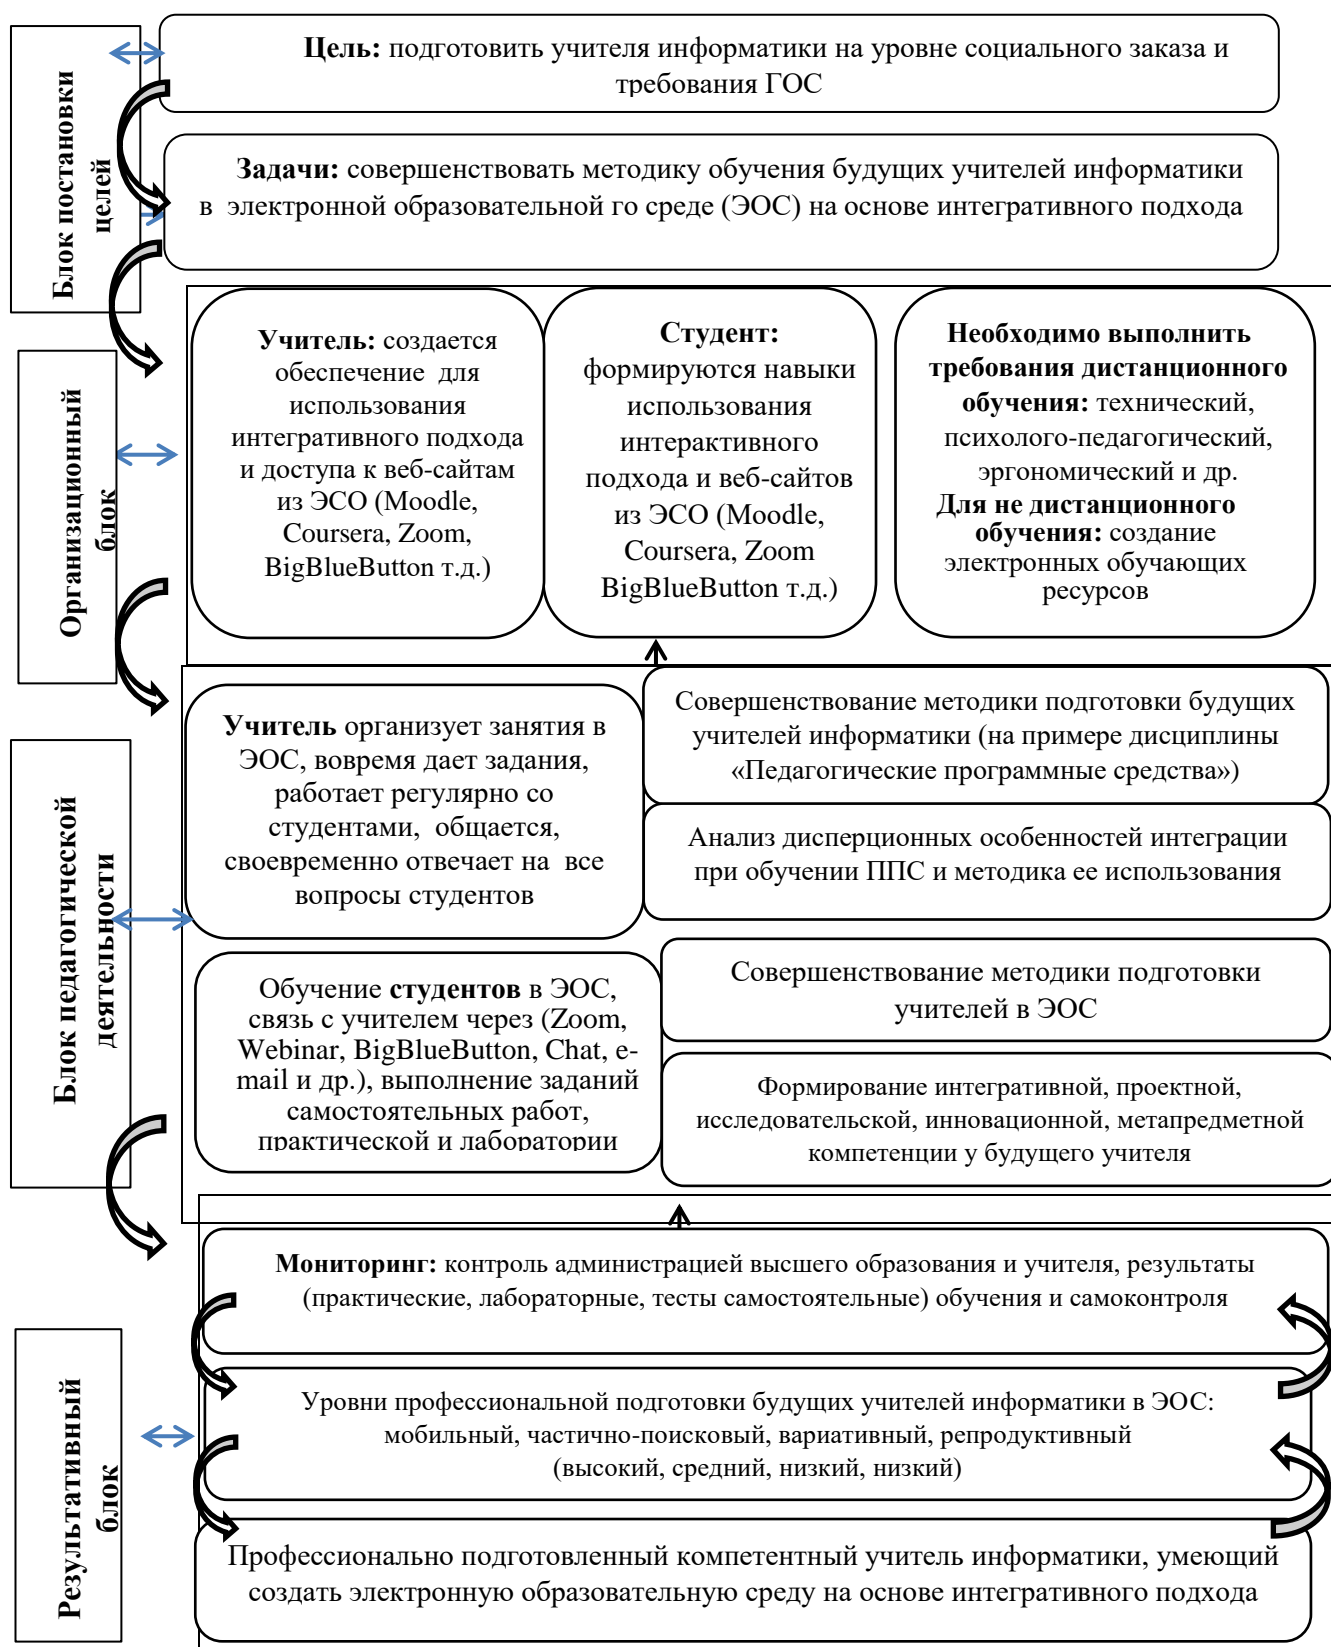 Блок постановки
целей
Цель: подготовить учителя информатики на уровне социального заказа и
требования ГОС
Задачи: совершенствовать методику обучения будущих учителей информатики
в электронной образовательной го среде (ЭОС) на основе интегративного подхода
Организационный
блок
Учитель: создается
обеспечение для
использования
интегративного подхода
и доступа к веб-сайтам
из ЭСО (Moodle,
Coursera, Zoom,
BigBlueButton т.д.)
Студент:
формируются навыки
использования
интерактивного
подхода и веб-сайтов
из ЭСО (Moodle,
Coursera, Zoom
BigBlueButton т.д.)
Необходимо выполнить
требования дистанционного
обучения: технический,
психолого-педагогический,
эргономический и др.
Для не дистанционного
обучения: создание
электронных обучающих
ресурсов
Блок педагогической
деятельности
Учитель организует занятия в
ЭОС, вовремя дает задания,
работает регулярно со
студентами, общается,
своевременно отвечает на все
вопросы студентов
Совершенствование методики подготовки будущих
учителей информатики (на примере дисциплины
«Педагогические программные средства»)
Анализ дисперционных особенностей интеграции
при обучении ППС и методика ее использования
Обучение студентов в ЭОС,
связь с учителем через (Zoom,
Webinar, BigBlueButton, Chat, e-
mail и др.), выполнение заданий
самостоятельных работ,
практической и лаборатории
Совершенствование методики подготовки
учителей в ЭОС
Формирование интегративной, проектной,
исследовательской, инновационной, метапредметной
компетенции у будущего учителя
Результативный
блок
Мониторинг: контроль администрацией высшего образования и учителя, результаты
(практические, лабораторные, тесты самостоятельные) обучения и самоконтроля
Уровни профессиональной подготовки будущих учителей информатики в ЭОС:
мобильный, частично-поисковый, вариативный, репродуктивный
(высокий, средний, низкий, низкий)
Профессионально подготовленный компетентный учитель информатики, умеющий
создать электронную образовательную среду на основе интегративного подхода